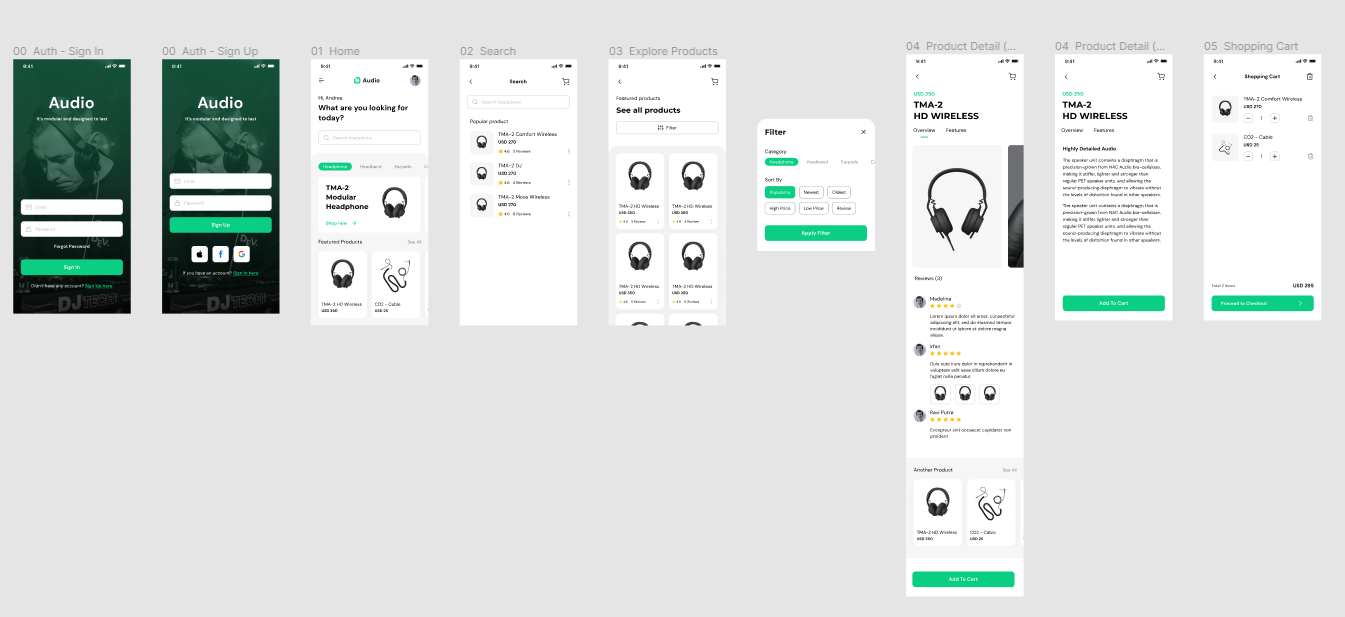 00 Auth - Sign In
9:41
Audio
It's modular and designed to last
Email
Password
Forgot Password
Sign In
Didn't have any account? Sign Up here
00 Auth - Sign Up
9:41
Audio
It's modular and designed to last
Email
Password
Sign Up
If you have an account? Sign In here
01 Home
9:41
Audio
Hi, Andrea
What are you looking for
today?
Search headphone
Headphone Headband Earpads
TMA-2
Modular
Headphone
Shop now
Featured Products
See All
TMA-2 HD Wireless
USD 350
CO2 - Cable
USD 25
02 Search
9:41
Search
Search headphone
Popular product
TMA-2 Comfort Wireless
USD 270
4.6 3 Reviews
TMA-2 DJ
USD 270
4.6 4 Reviews
TMA-2 Move Wireless
USD 270
4.6 8 Reviews
03 Explore Products
9:41
Featured products
See all products
Filter
TMA-2 HD Wireless
USD 350
4.6 5 Reviews
TMA-2 HD Wireless
USD 350
4.6 5 Reviews
TMA-2 HD Wireless
USD 350
4.6 5 Reviews
TMA-2 HD Wireless
USD 350
4.6 5 Reviews
Filter
Category
Headphone Headband Earpads
Sort By
Popularity Newest Oldest
High Price Low Price Review
Apply Filter
04 Product Detail (...
9:41
USD 350
TMA-2
HD WIRELESS
Overview Features
Reviews (3)
Madelina
Lorem ipsum dolor sit amet, consectetur
adipiscing elit, sed do eiusmod tempor
incididunt ut labore et dolore magna
aliqua.
Irfan
Duis aute irure dolor in reprehenderit in
voluptate velit esse cillum dolore eu
fugiat nulla pariatur.
Ravi Putra
Excepteur sint occaecat cupidatat non
proident
Another Product
See All
TMA-2 HD Wireless
USD 350
CO2 - Cable
USD 25
Add To Cart
04 Product Detail (...
9:41
USD 350
TMA-2
HD WIRELESS
Overview Features
Highly Detailed Audio
The speaker unit contains a diaphragm that is
precision-grown from NAC Audio bio-cellulose,
making it stiffer, lighter and stronger than
regular PET speaker units, and allowing the
sound-producing diaphragm to vibrate without
the levels of distortion found in other speakers.
The speaker unit contains a diaphragm that is
precision-grown from NAC Audio bio-cellulose,
making it stiffer, lighter and stronger than
regular PET speaker units, and allowing the
sound-producing diaphragm to vibrate without
the levels of distortion found in other speakers.
Add To Cart
05 Shopping Cart
9:41
Shopping Cart
TMA-2 Comfort Wireless
USD 270
1
CO2 - Cable
USD 25
1
Total 2 Items
USD 295
Proceed to Checkout